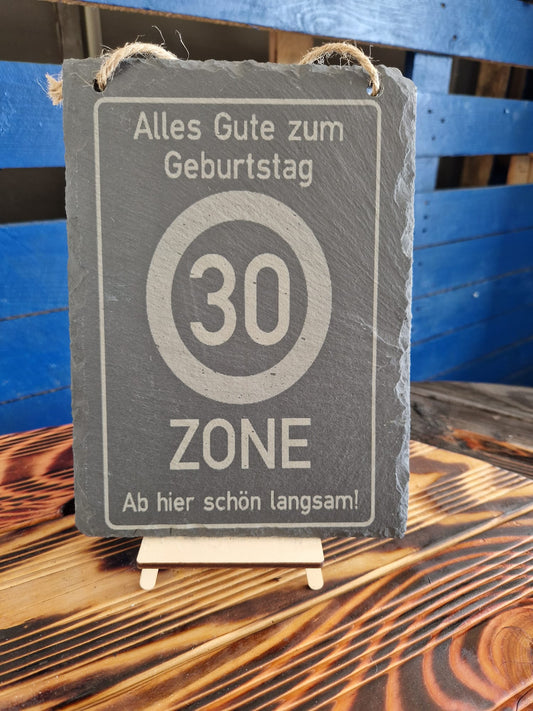 Alles Gute zum
Geburtstag
30
ZONE
Ab hier schön langsam!